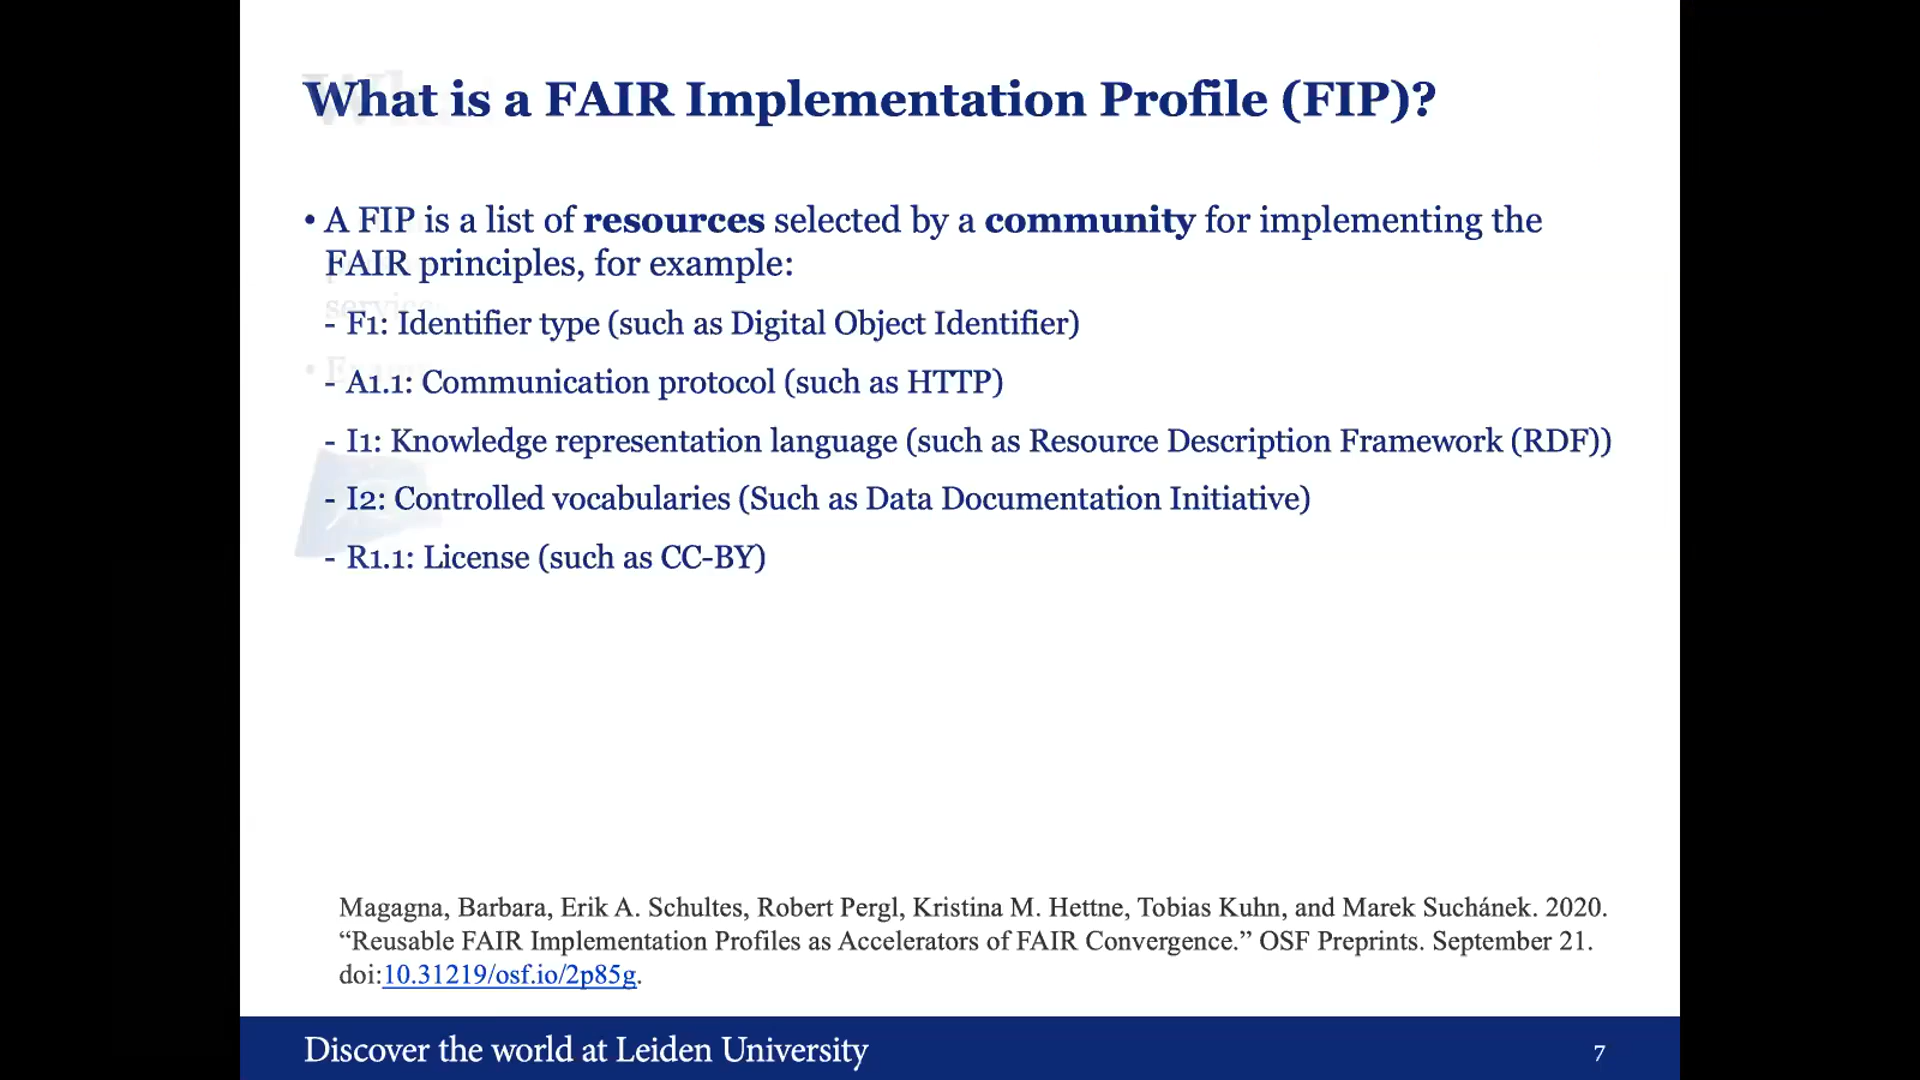 What is a FAIR Implementation Profile (FIP)?
• A FIP is a list of resources selected by a community for implementing the
FAIR principles, for example:
- F1: Identifier type (such as Digital Object Identifier)
- A1.1: Communication protocol (such as HTTP)
- I1: Knowledge representation language (such as Resource Description Framework (RDF))
- I2: Controlled vocabularies (Such as Data Documentation Initiative)
- R1.1: License (such as CC-BY)
Magagna, Barbara, Erik A. Schultes, Robert Pergl, Kristina M. Hettne, Tobias Kuhn, and Marek Suchánek. 2020.
“Reusable FAIR Implementation Profiles as Accelerators of FAIR Convergence.” OSF Preprints. September 21.
doi:10.31219/osf.io/2p85g.
Discover the world at Leiden University
7